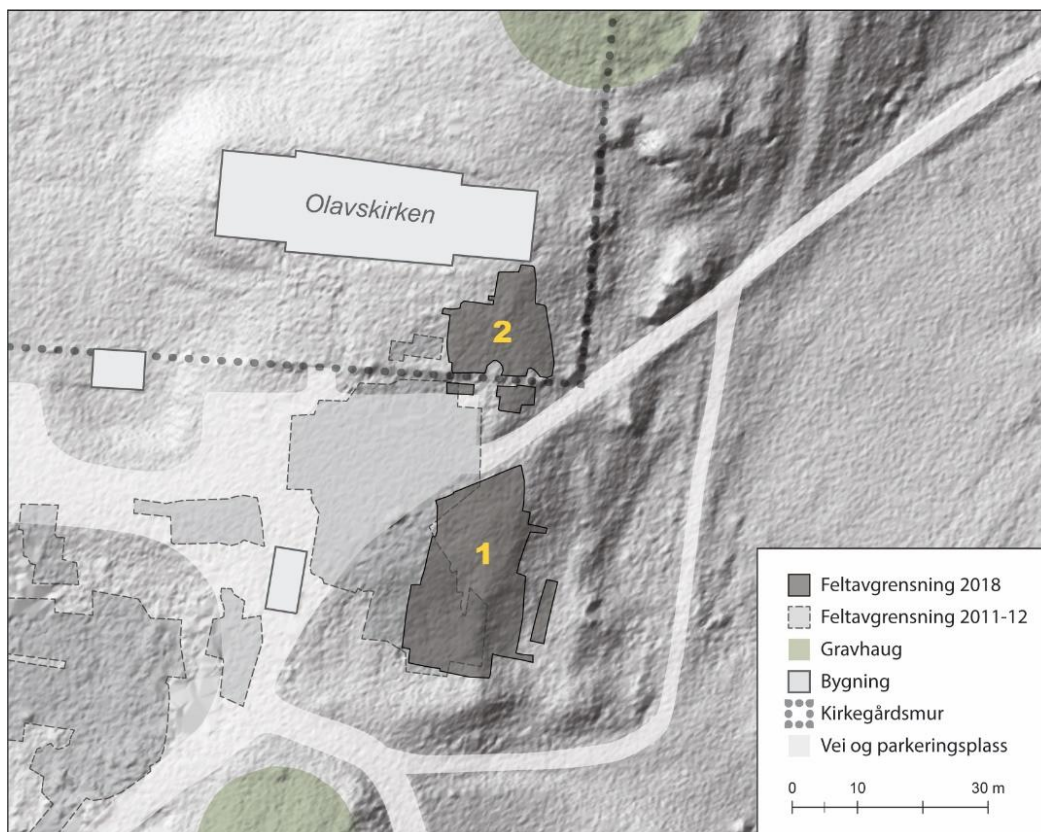 Olavskirken
2
1
Feltavgrensning 2018
Feltavgrensning 2011-12
Gravhaug
Bygning
Kirkegårdsmur
Vei og parkeringsplass
0 10 30 m